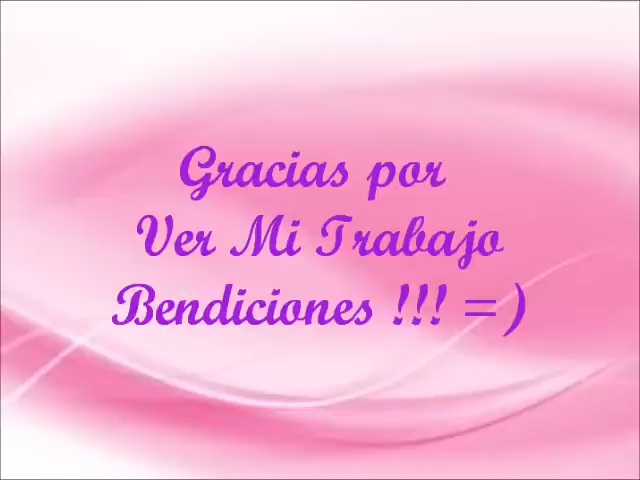 Gracias por
Ver Mi Trabajo
Bendiciones !!! =)